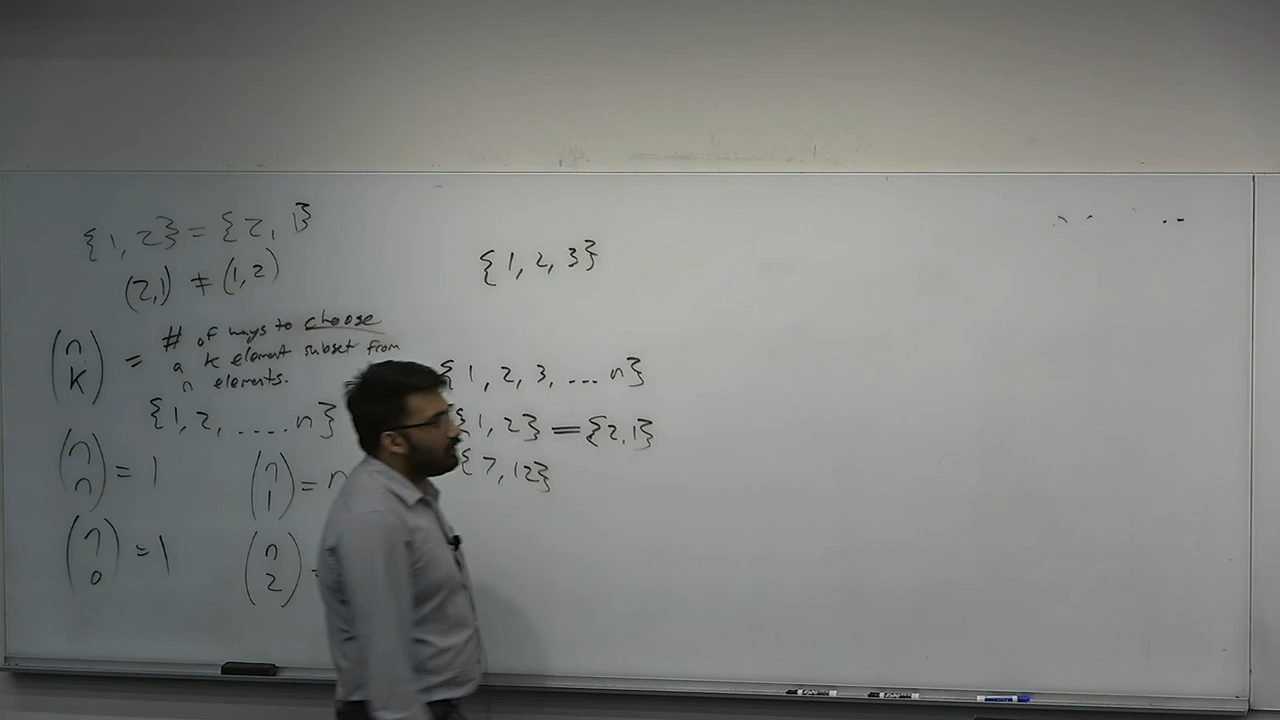 {1, 2} = {2, 1}
(2,1) ≠ (1,2)
(n k) = # of ways to choose
a k element subset from
n elements.
{1, 2, .... n}
(n n) = 1
(n 1) = n
(n 0) = 1
(n 2) =
{1, 2, 3}
{1, 2, 3, ... n}
{1, 2} = {2, 1}
{7, 12}